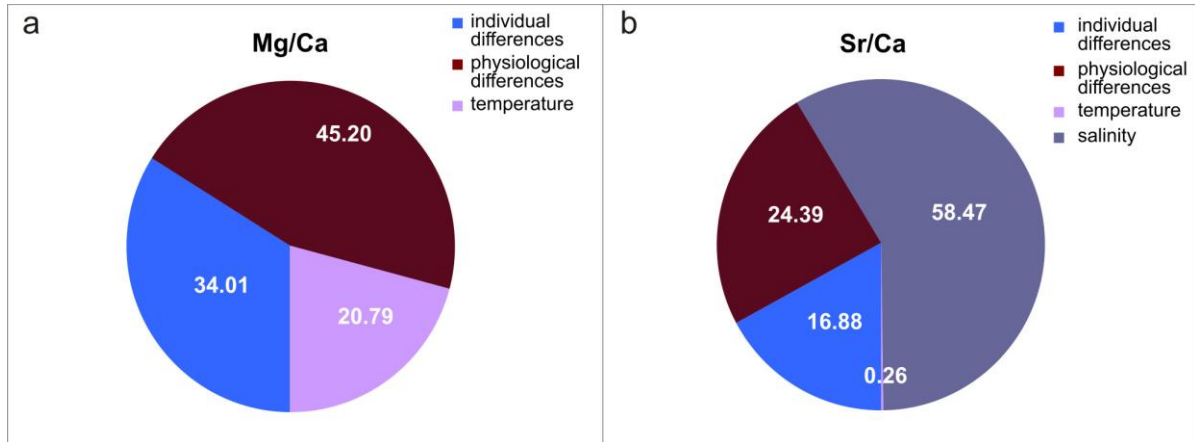 a
Mg/Ca
individual
differences
physiological
differences
temperature
45.20
34.01
20.79
b
Sr/Ca
individual
differences
physiological
differences
temperature
salinity
24.39
58.47
16.88
0.26